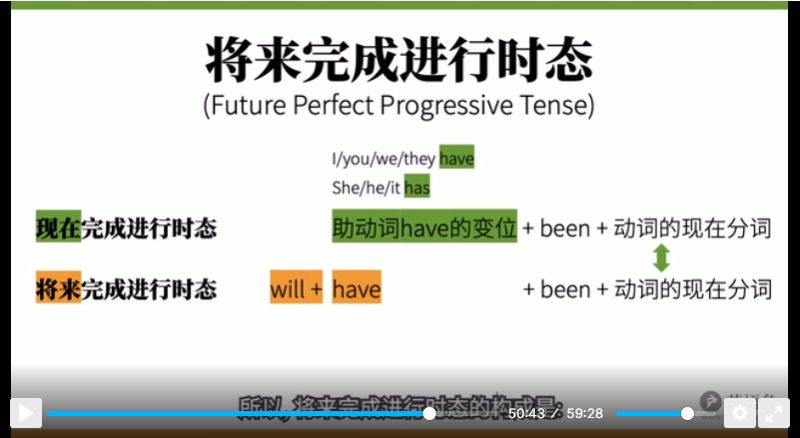 将来完成进行时态
(Future Perfect Progressive Tense)
I/you/we/they have
She/he/it has
现在完成进行时态 助动词have的变位 + been + 动词的现在分词
将来完成进行时态 will + have + been + 动词的现在分词
所以, 将来完成进行时态的构成是:
50:43 / 59:28